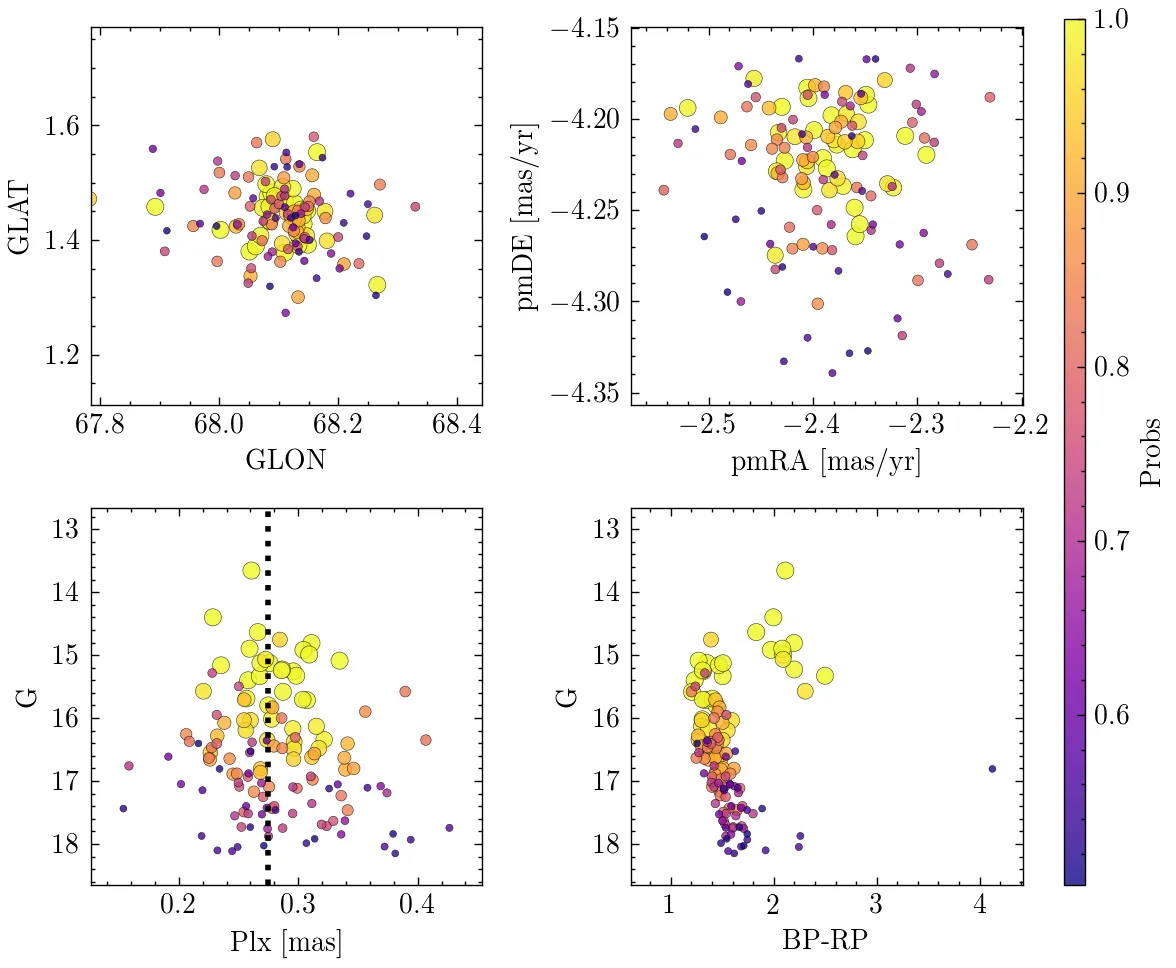 GLAT
1.6
1.4
1.2
67.8 68.0 68.2 68.4
GLON
pmDE [mas/yr]
−4.15
−4.20
−4.25
−4.30
−4.35
−2.5 −2.4 −2.3 −2.2
pmRA [mas/yr]
G
13
14
15
16
17
18
0.2 0.3 0.4
Plx [mas]
G
13
14
15
16
17
18
1 2 3 4
BP-RP
1.0
0.9
0.8
0.7
0.6
Probs